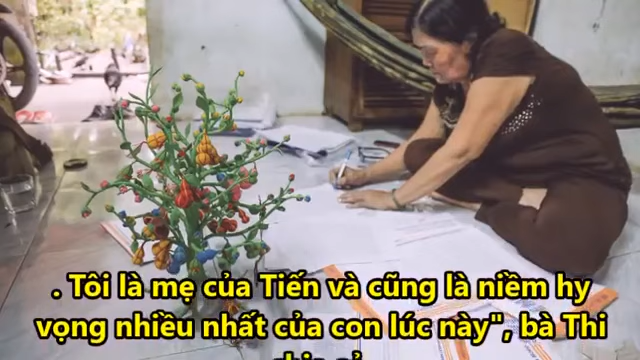 . Tôi là mẹ của Tiến và cũng là niềm hy
vọng nhiều nhất của con lúc này", bà Thi